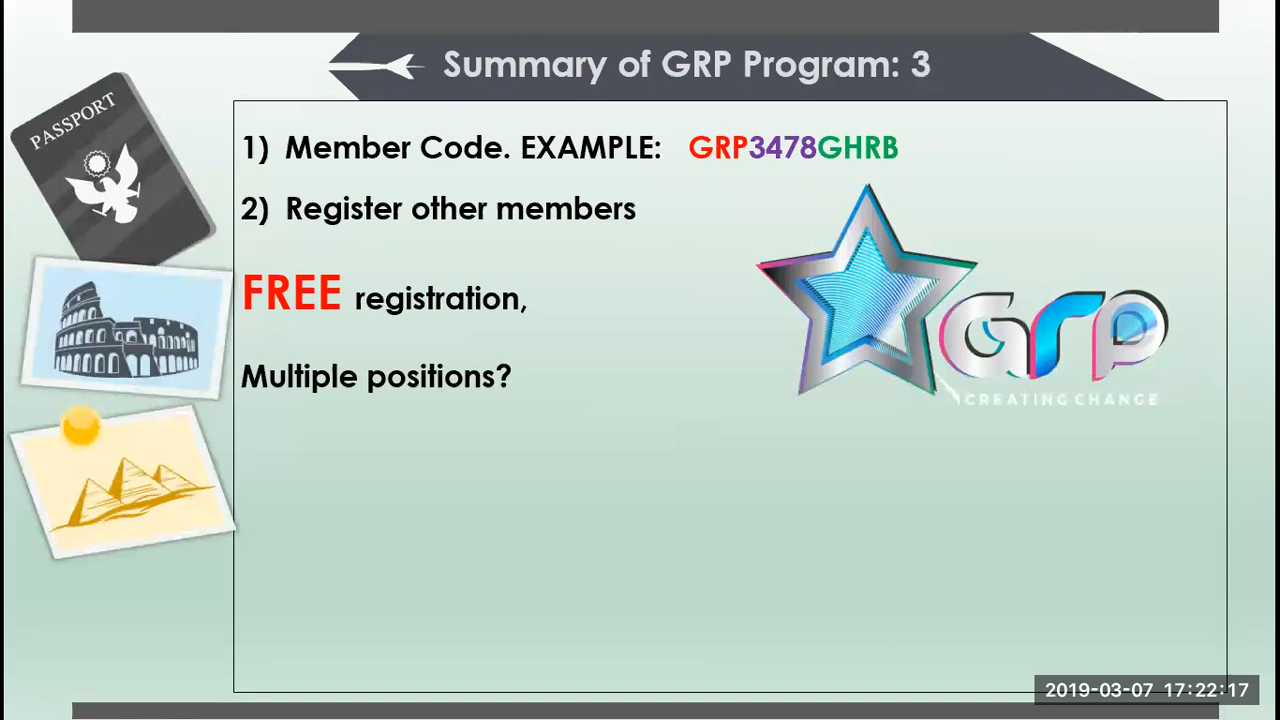 Summary of GRP Program: 3
PASSPORT
1) Member Code. EXAMPLE: GRP3478GHRB
2) Register other members
FREE registration,
Multiple positions?
Grp
CREATING CHANGE
2019-03-07 17:22:17